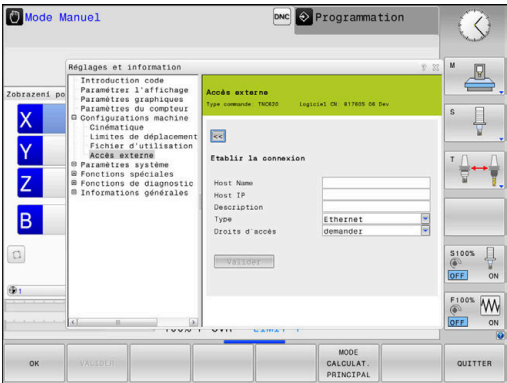 Mode Manuel
DNC
Programmation
Réglages et information
Zobrazení po
Introduction code
Paramétrer l'affichage
Paramètres graphiques
Paramètres du compteur
Configurations machine
Cinématique
Limites de déplacement
Fichier d'utilisation
Accès externe
Paramètres système
Fonctions spéciales
Fonctions de diagnostic
Informations générales
Accès externe
Type commande: TNC620 Logiciel CN: 817605 06 Dev
<<
Etablir la connexion
Host Name
Host IP
Description
Type
Ethernet
Droits d'accès
demander
Valider
X
Y
Z
B
1
M
S
T
S100%
OFF ON
F100%
OFF ON
OK
VALIDER
MODE
CALCULAT.
PRINCIPAL
QUITTER